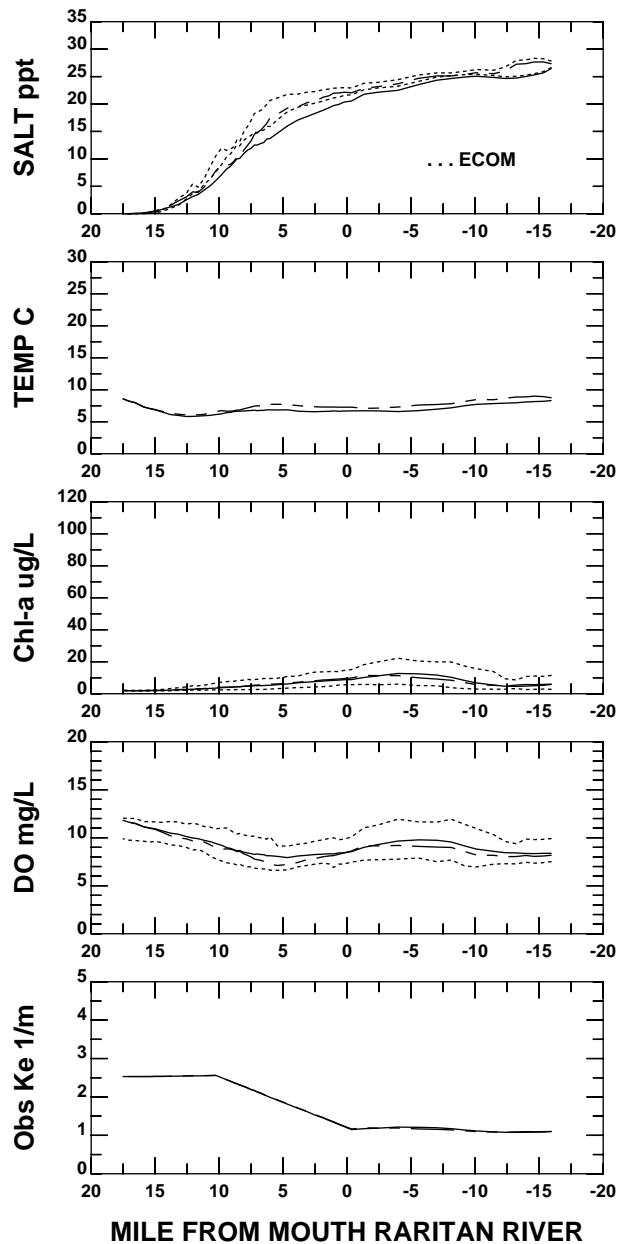 SALT ppt
35
30
25
20
15
10
5
0
. . . ECOM
20 15 10 5 0 -5 -10 -15 -20
TEMP C
30
25
20
15
10
5
0
20 15 10 5 0 -5 -10 -15 -20
Chl-a ug/L
120
100
80
60
40
20
0
20 15 10 5 0 -5 -10 -15 -20
DO mg/L
20
15
10
5
0
20 15 10 5 0 -5 -10 -15 -20
Obs Ke 1/m
5
4
3
2
1
0
20 15 10 5 0 -5 -10 -15 -20
MILE FROM MOUTH RARITAN RIVER